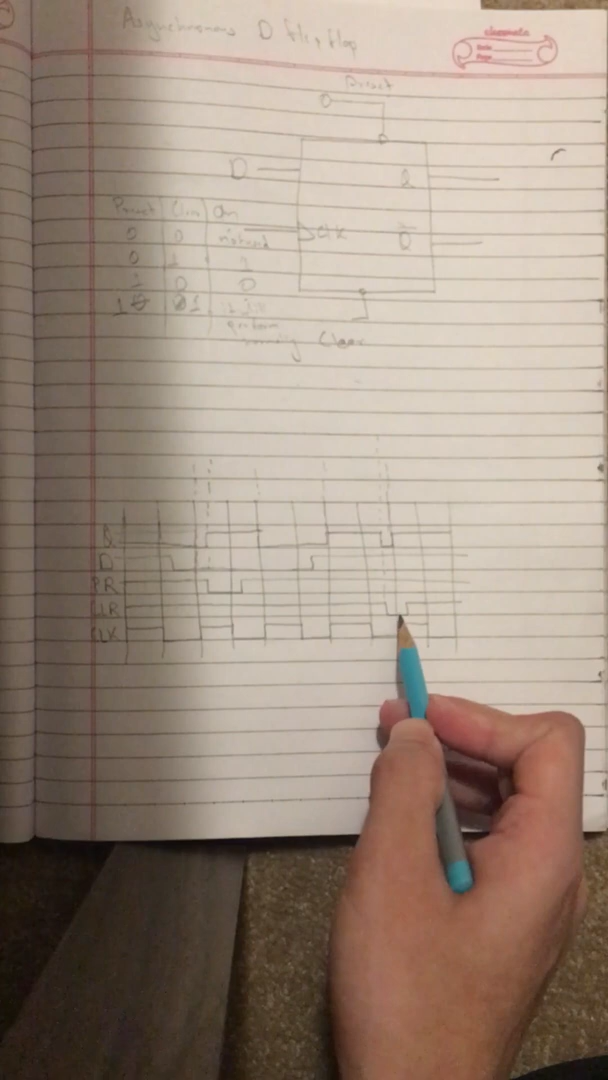 Asynchronous D flip flop
classmate
Date
Page
Preset
D Q
CLK Q̅
Clear
Preset Clear Qn
0 0 not used
0 1 1
1 0 0
1 1
Q
D
PR
CLR
CLK